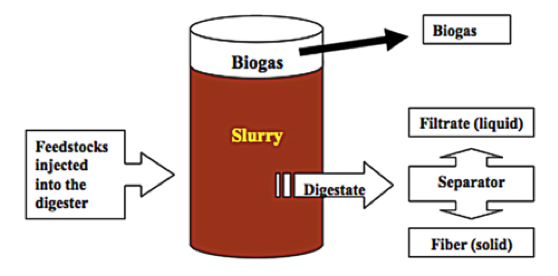 Biogas
Biogas
Slurry
Feedstocks
injected
into the
digester
Digestate
Filtrate (liquid)
Separator
Fiber (solid)